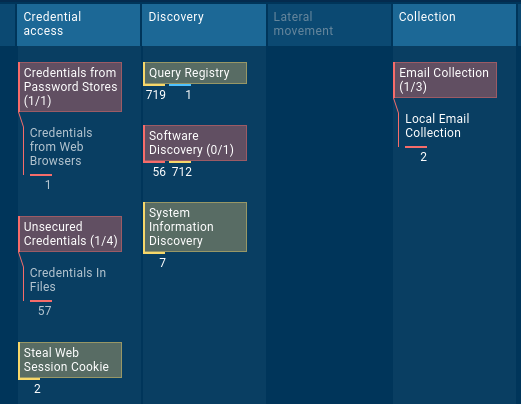 Credential
access
Discovery
Lateral
movement
Collection
Credentials from
Password Stores
(1/1)
Credentials
from Web
Browsers
1
Unsecured
Credentials (1/4)
Credentials In
Files
57
Steal Web
Session Cookie
2
Query Registry
719 1
Software
Discovery (0/1)
56 712
System
Information
Discovery
7
Email Collection
(1/3)
Local Email
Collection
2